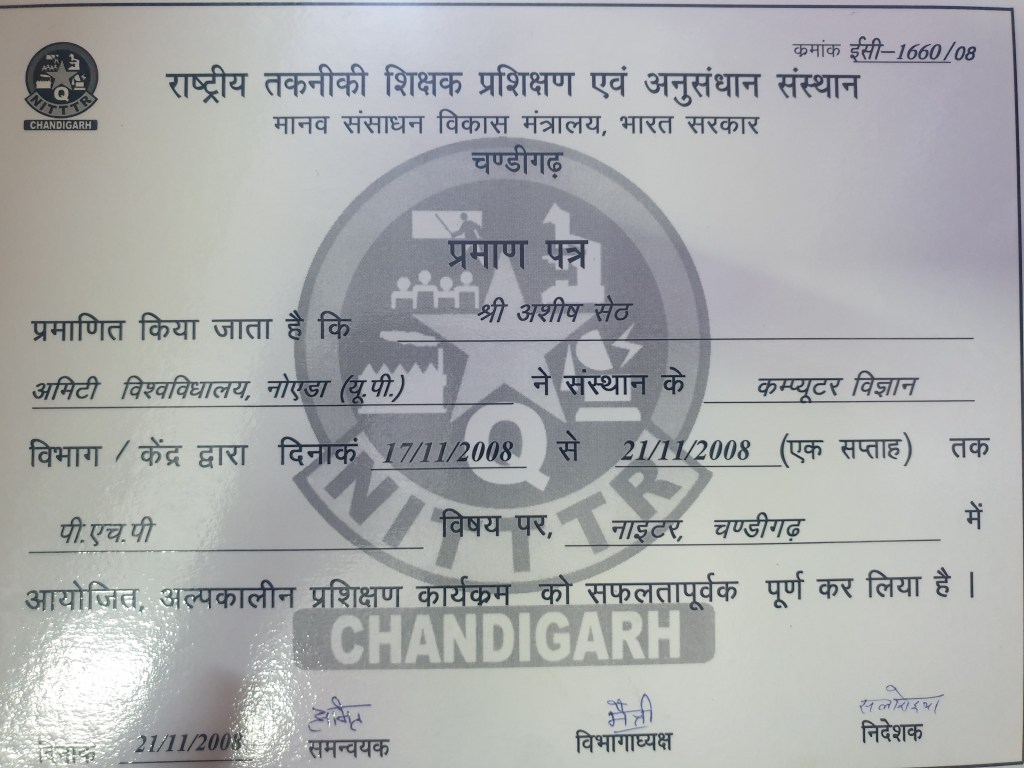 क्रमांक ईसी–1660/08
NITTTR
CHANDIGARH
राष्ट्रीय तकनीकी शिक्षक प्रशिक्षण एवं अनुसंधान संस्थान
मानव संसाधन विकास मंत्रालय, भारत सरकार
चण्डीगढ़
प्रमाण पत्र
प्रमाणित किया जाता है कि श्री अशीष सेठ
अमिटी विश्वविधालय, नोएडा (यू.पी.) ने संस्थान के कम्प्यूटर विज्ञान
विभाग / केंद्र द्वारा दिनाकं 17/11/2008 से 21/11/2008 (एक सप्ताह) तक
पी.एच.पी विषय पर, नाइटर, चण्डीगढ़ में
आयोजित, अल्पकालीन प्रशिक्षण कार्यक्रम को सफलतापूर्वक पूर्ण कर लिया है ।
Q
NITTTR
CHANDIGARH
मैत्री
दिनांक 21/11/2008 समन्वयक विभागाध्यक्ष निदेशक